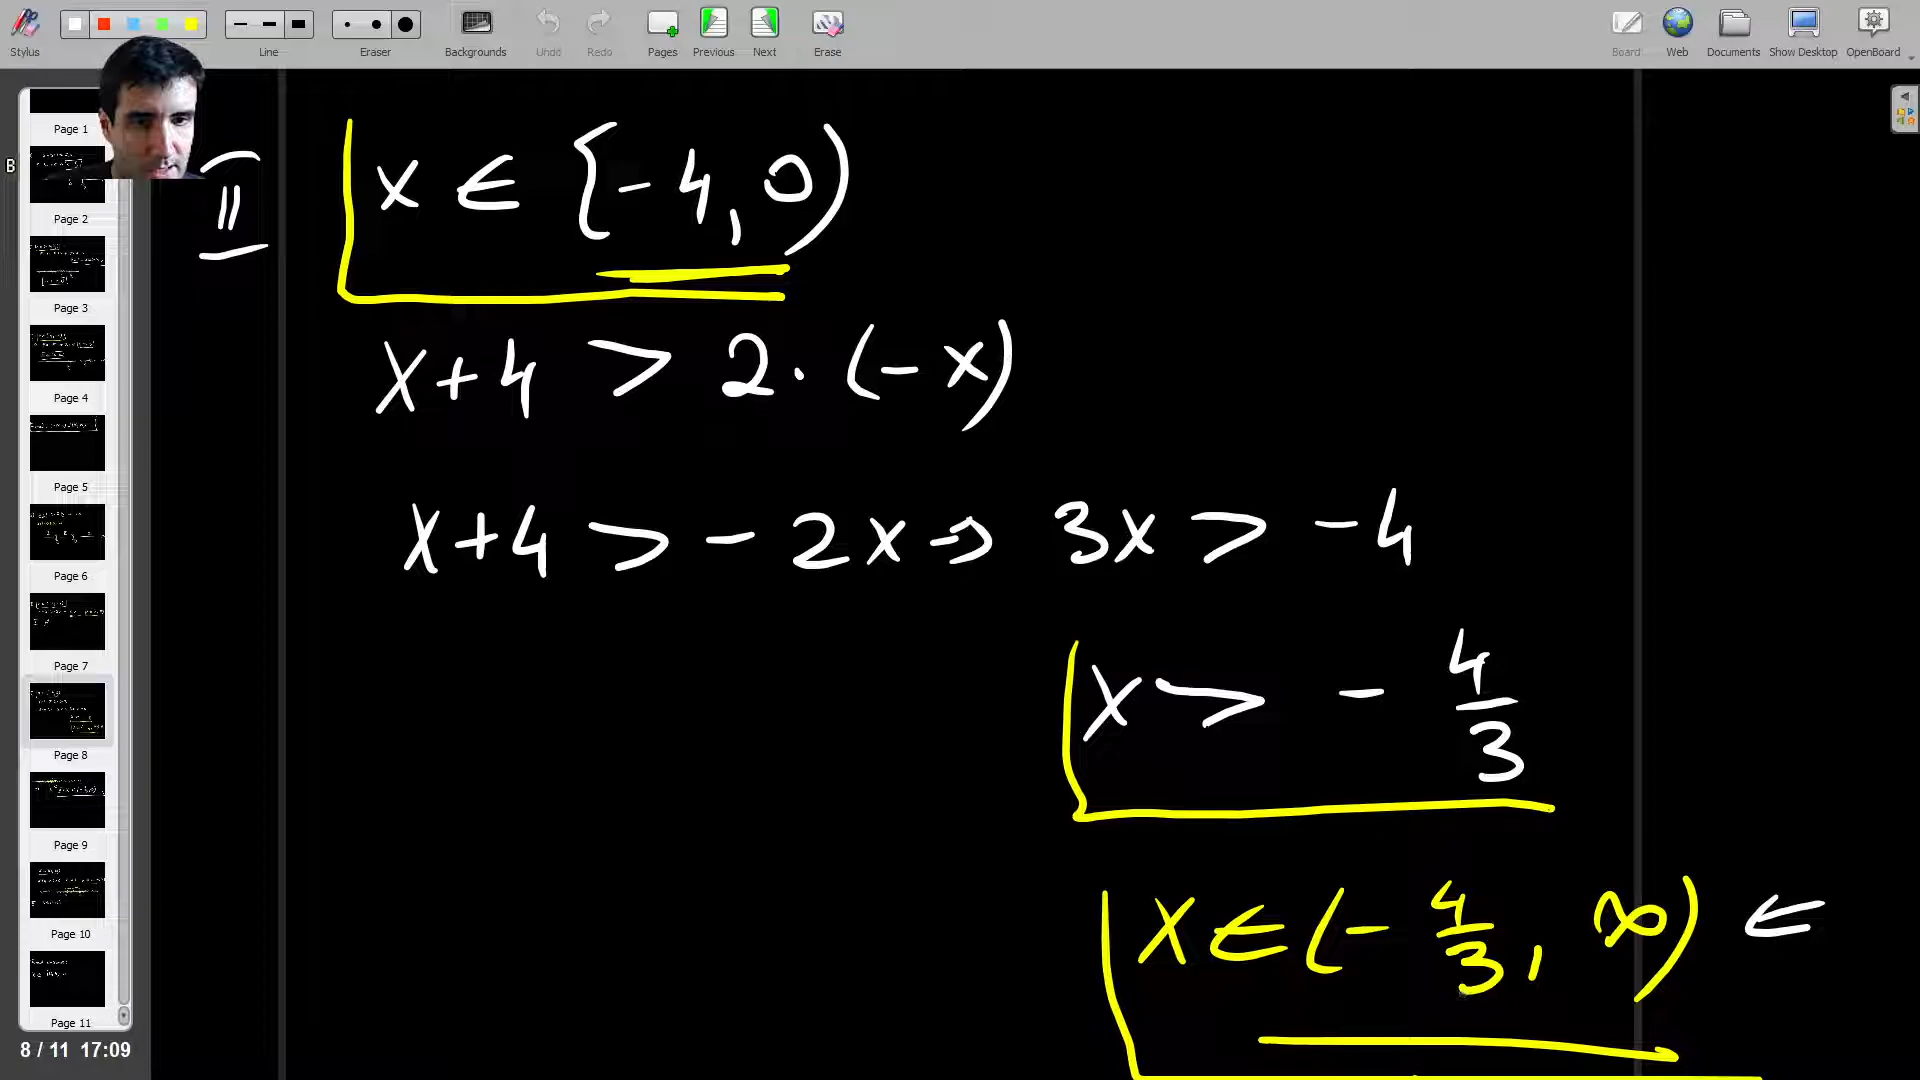 Stylus
Line
Eraser
Backgrounds
Undo
Redo
Pages
Previous
Next
Erase
Board
Web
Documents
Show Desktop
OpenBoard
Page 1
B
Page 2
Page 3
Page 4
Page 5
Page 6
Page 7
Page 8
Page 9
Page 10
Page 11
8 / 11 17:09
II x ∈ [-4, 0)
x+4 > 2·(-x)
x+4 > -2x ⇒ 3x > -4
x > - 4/3
x ∈ (- 4/3, ∞) ∈